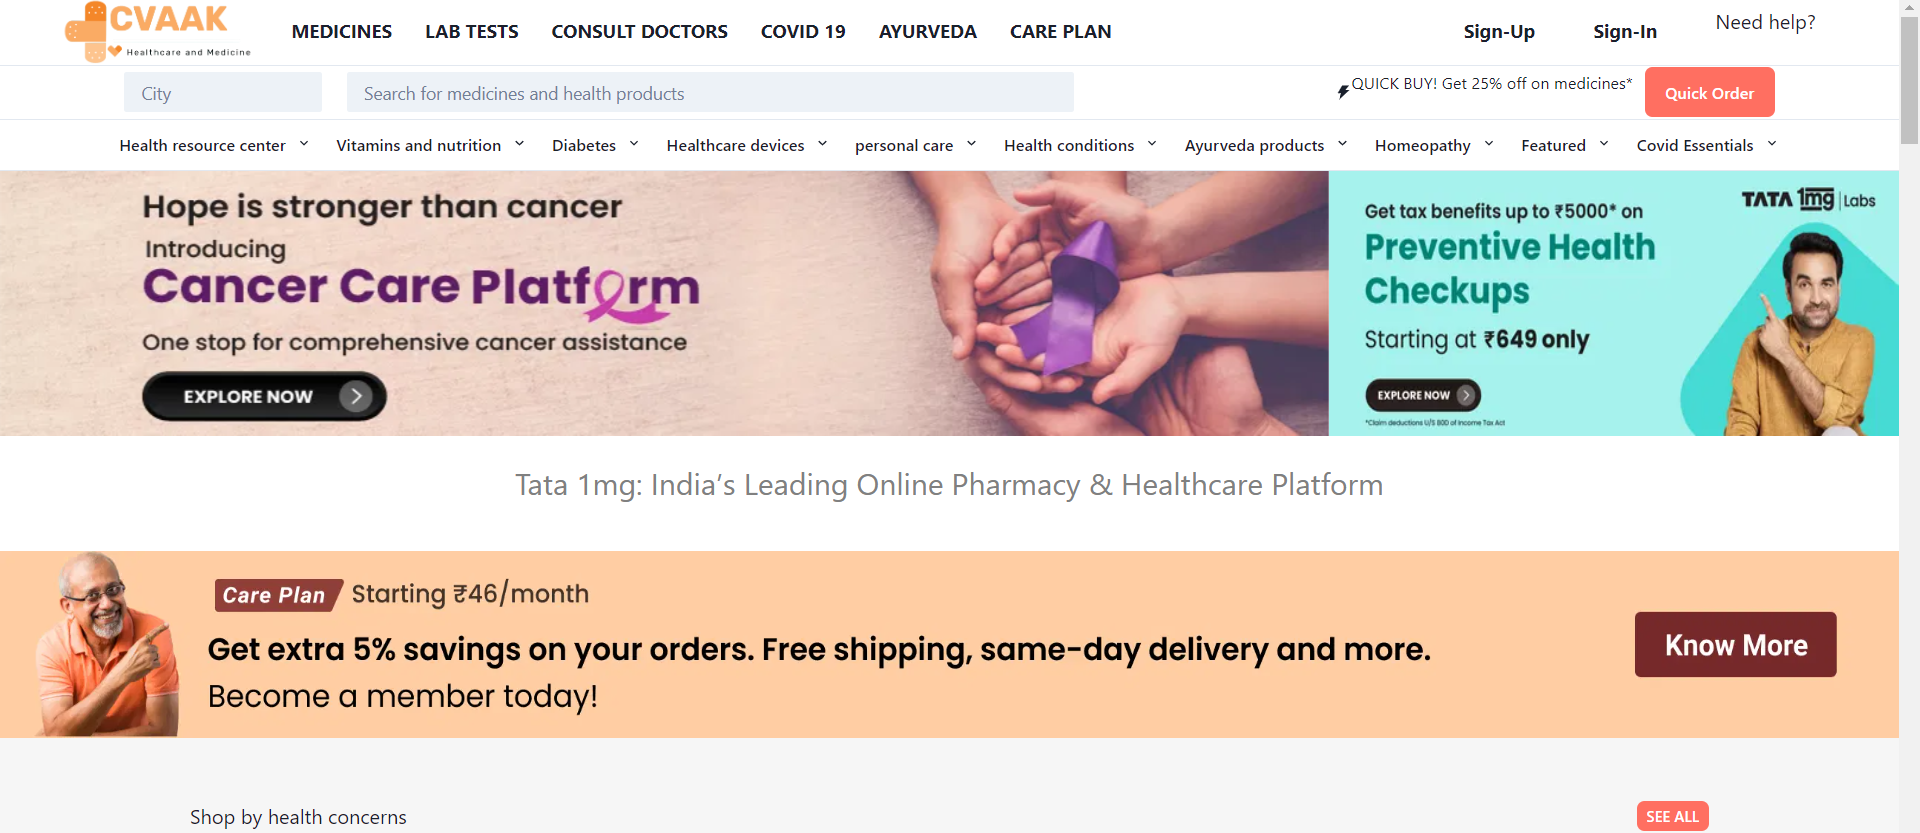 CVAAK
Healthcare and Medicine
MEDICINES LAB TESTS CONSULT DOCTORS COVID 19 AYURVEDA CARE PLAN
Sign-Up Sign-In Need help?
City
Search for medicines and health products
QUICK BUY! Get 25% off on medicines*
Quick Order
Health resource center Vitamins and nutrition Diabetes Healthcare devices personal care Health conditions Ayurveda products Homeopathy Featured Covid Essentials
Hope is stronger than cancer
Introducing
Cancer Care Platform
One stop for comprehensive cancer assistance
EXPLORE NOW
TATA 1mg Labs
Get tax benefits up to ₹5000* on
Preventive Health
Checkups
Starting at ₹649 only
EXPLORE NOW
*Claim deductions U/S 80D of Income Tax Act
Tata 1mg: India’s Leading Online Pharmacy & Healthcare Platform
Care Plan Starting ₹46/month
Get extra 5% savings on your orders. Free shipping, same-day delivery and more.
Become a member today!
Know More
Shop by health concerns
SEE ALL